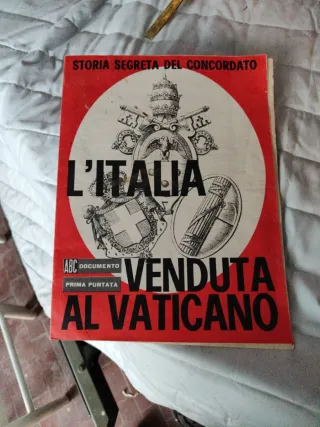 STORIA SEGRETA DEL CONCORDATO
L'ITALIA
ABC DOCUMENTO
PRIMA PUNTATA
VENDUTA
AL VATICANO